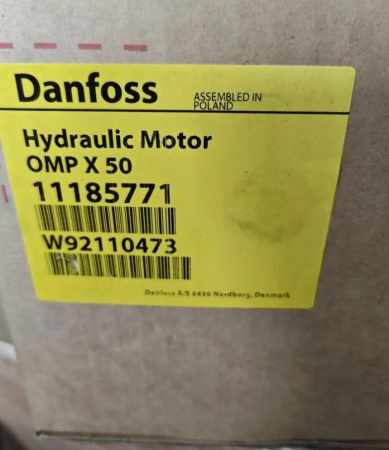 Danfoss
ASSEMBLED IN
POLAND
Hydraulic Motor
OMP X 50
11185771
W92110473
Danfoss A/S 6430 Nordborg, Denmark